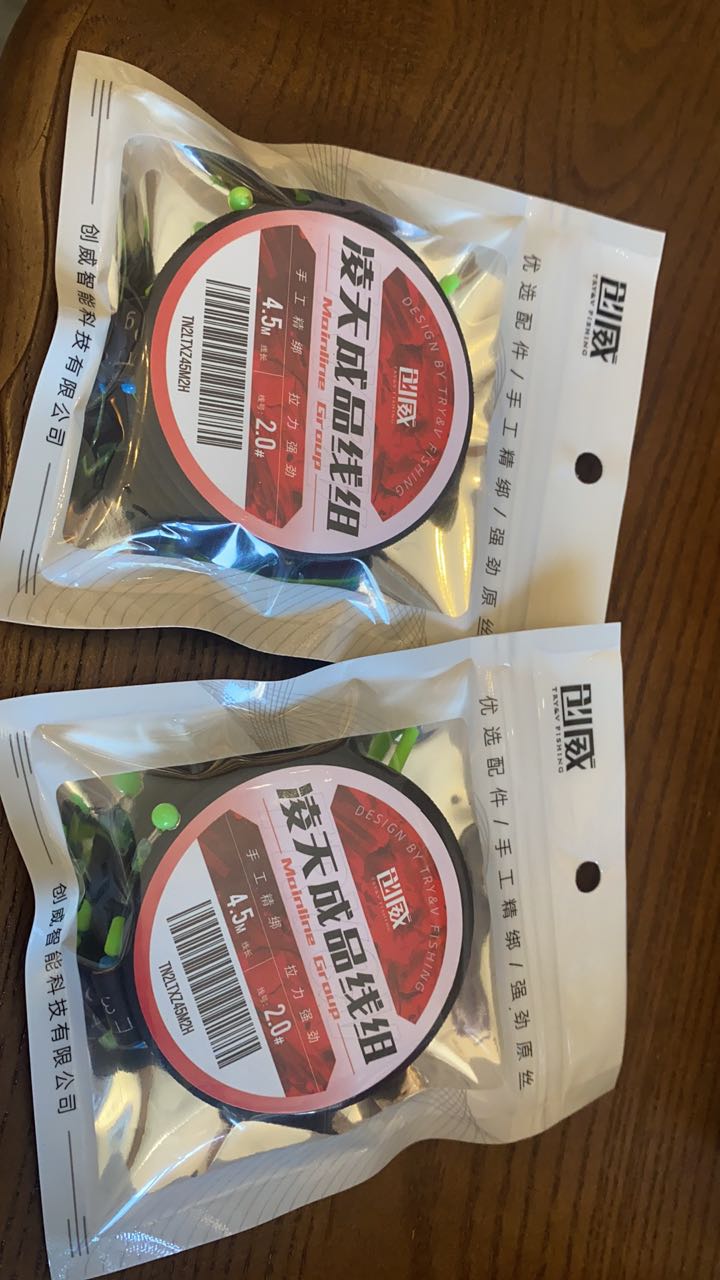 创威
TRY&V FISHING
优选配件/手工精绑/强劲原丝
DESIGN BY TRY&V FISHING
创威
凌天成品线组
Mainline Group
手工精绑 拉力强劲
4.5M 线长 线号: 2.0#
TN2LTXZ45M2H
创威智能科技有限公司
创威
TRY&V FISHING
优选配件/手工精绑/强劲原丝
DESIGN BY TRY&V FISHING
创威
凌天成品线组
Mainline Group
手工精绑 拉力强劲
4.5M 线长 线号: 2.0#
TN2LTXZ45M2H
创威智能科技有限公司